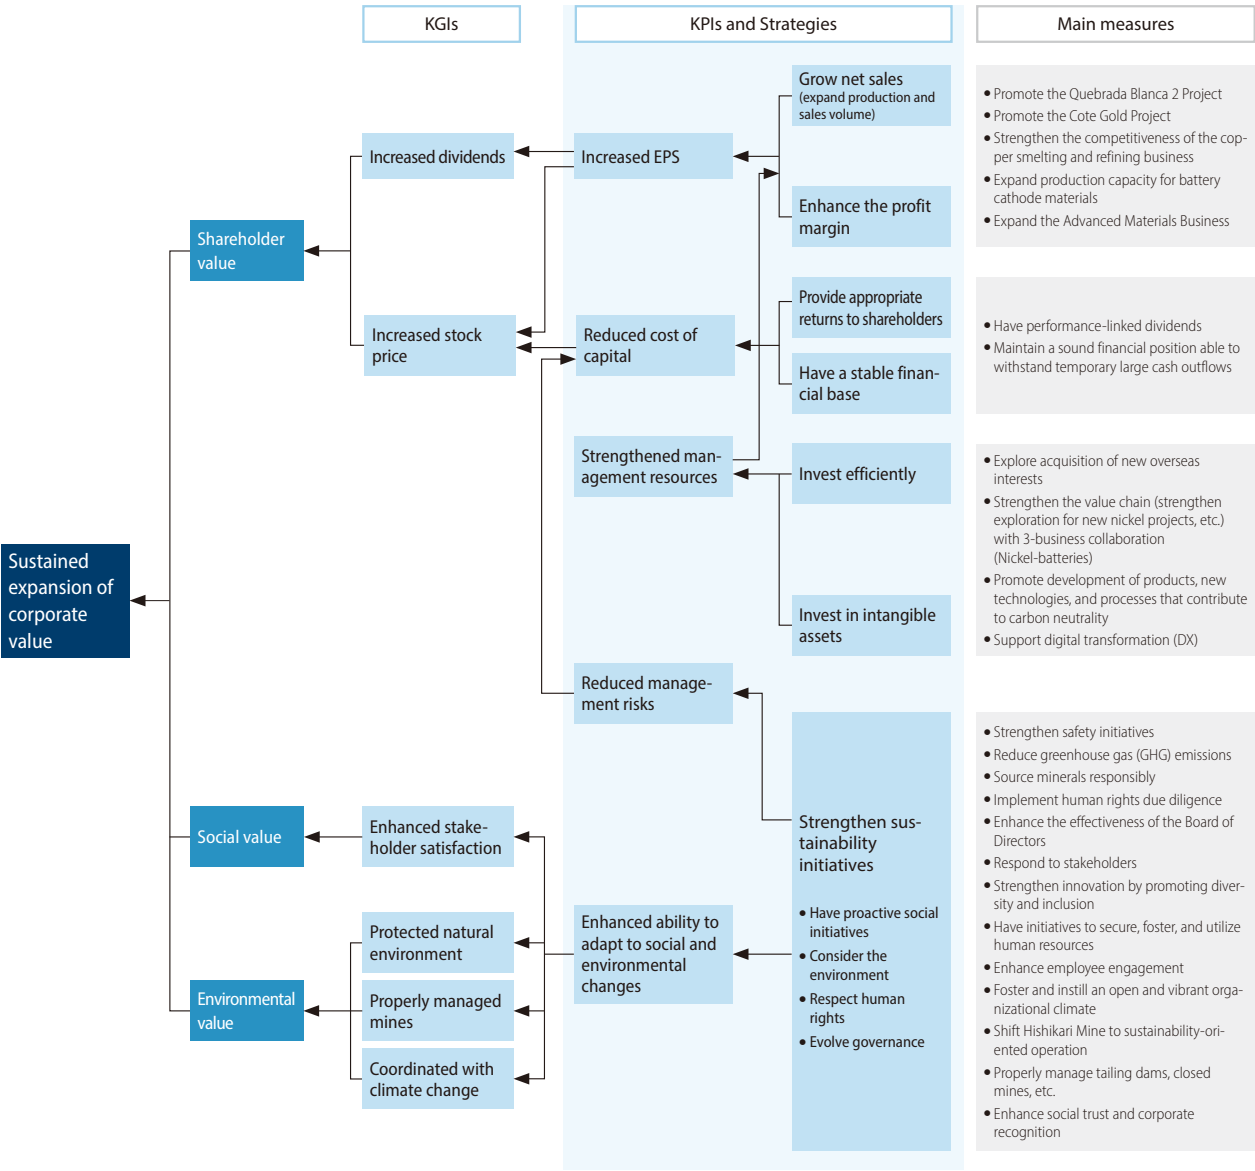 KGIs
KPIs and Strategies
Main measures
Sustained
expansion of
corporate
value
Shareholder
value
Social value
Environmental
value
Increased dividends
Increased stock
price
Enhanced stake-
holder satisfaction
Protected natural
environment
Properly managed
mines
Coordinated with
climate change
Increased EPS
Reduced cost of
capital
Strengthened man-
agement resources
Reduced manage-
ment risks
Enhanced ability to
adapt to social and
environmental
changes
Grow net sales
(expand production and
sales volume)
Enhance the profit
margin
Provide appropriate
returns to shareholders
Have a stable finan-
cial base
Invest efficiently
Invest in intangible
assets
Strengthen sus-
tainability
initiatives
• Have proactive social
initiatives
• Consider the
environment
• Respect human
rights
• Evolve governance
• Promote the Quebrada Blanca 2 Project
• Promote the Cote Gold Project
• Strengthen the competitiveness of the cop-
per smelting and refining business
• Expand production capacity for battery
cathode materials
• Expand the Advanced Materials Business
• Have performance-linked dividends
• Maintain a sound financial position able to
withstand temporary large cash outflows
• Explore acquisition of new overseas
interests
• Strengthen the value chain (strengthen
exploration for new nickel projects, etc.)
with 3-business collaboration
(Nickel-batteries)
• Promote development of products, new
technologies, and processes that contribute
to carbon neutrality
• Support digital transformation (DX)
• Strengthen safety initiatives
• Reduce greenhouse gas (GHG) emissions
• Source minerals responsibly
• Implement human rights due diligence
• Enhance the effectiveness of the Board of
Directors
• Respond to stakeholders
• Strengthen innovation by promoting diver-
sity and inclusion
• Have initiatives to secure, foster, and utilize
human resources
• Enhance employee engagement
• Foster and instill an open and vibrant orga-
nizational climate
• Shift Hishikari Mine to sustainability-ori-
ented operation
• Properly manage tailing dams, closed
mines, etc.
• Enhance social trust and corporate
recognition